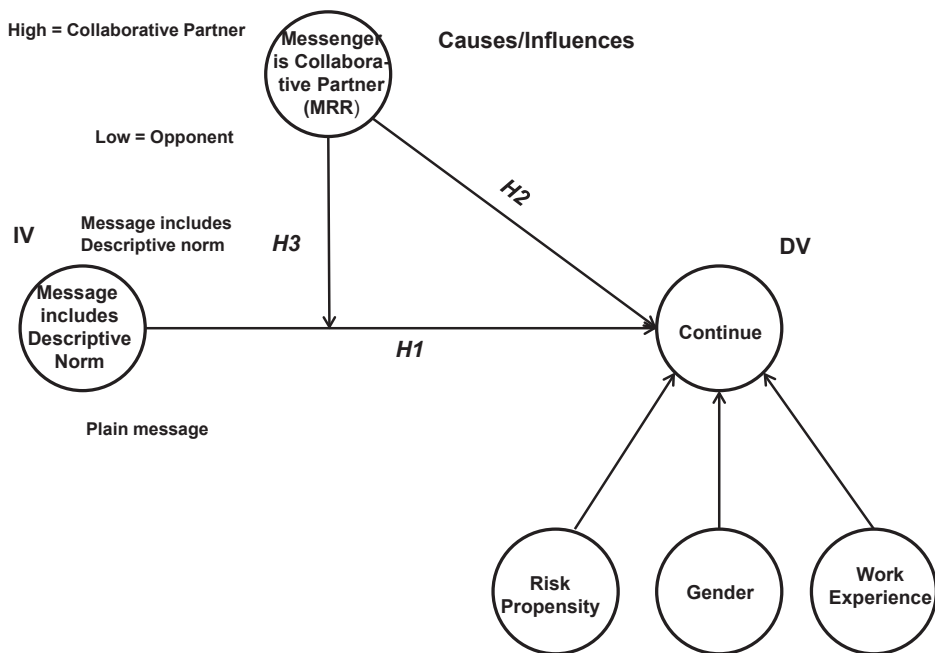 High = Collaborative Partner
Messenger
is Collabora-
tive Partner
(MRR)
Causes/Influences
Low = Opponent
H2
IV
Message includes
Descriptive norm
H3
DV
Message
includes
Descriptive
Norm
Continue
H1
Plain message
Risk
Propensity
Gender
Work
Experience